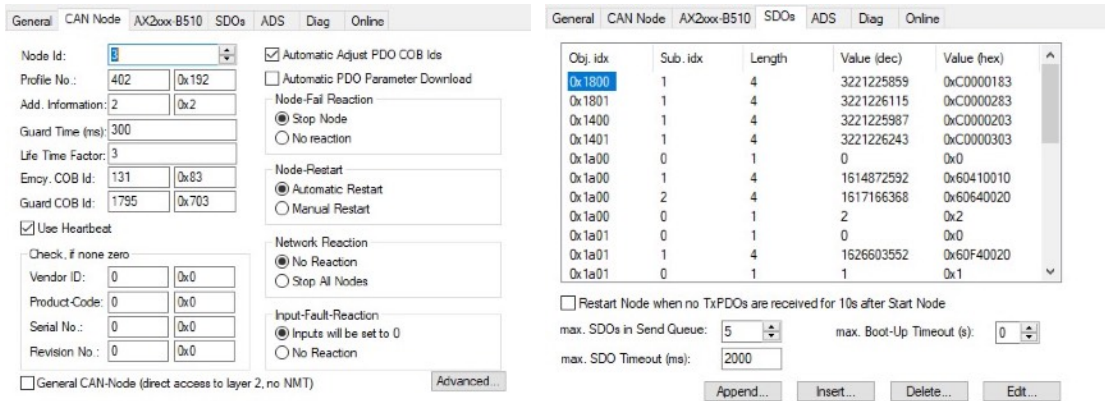 General CAN Node AX2xxx-B510 SDOs ADS Diag Online
Node Id: 3
Profile No.: 402 0x192
Add. Information: 2 0x2
Guard Time (ms): 300
Life Time Factor: 3
Emcy. COB Id: 131 0x83
Guard COB Id: 1795 0x703
Use Heartbeat
Check, if none zero
Vendor ID: 0 0x0
Product-Code: 0 0x0
Serial No.: 0 0x0
Revision No.: 0 0x0
General CAN-Node (direct access to layer 2, no NMT)
Automatic Adjust PDO COB Ids
Automatic PDO Parameter Download
Node-Fail Reaction
Stop Node
No reaction
Node-Restart
Automatic Restart
Manual Restart
Network Reaction
No Reaction
Stop All Nodes
Input-Fault-Reaction
Inputs will be set to 0
No Reaction
Advanced...
General CAN Node AX2xxx-B510 SDOs ADS Diag Online
Obj. idx Sub. idx Length Value (dec) Value (hex)
0x1800 1 4 3221225859 0xC0000183
0x1801 1 4 3221226115 0xC0000283
0x1400 1 4 3221225987 0xC0000203
0x1401 1 4 3221226243 0xC0000303
0x1a00 0 1 0 0x0
0x1a00 1 4 1614872592 0x60410010
0x1a00 2 4 1617166368 0x60640020
0x1a00 0 1 2 0x2
0x1a01 0 1 0 0x0
0x1a01 1 4 1626603552 0x60F40020
0x1a01 0 1 1 0x1
Restart Node when no TxPDOs are received for 10s after Start Node
max. SDOs in Send Queue: 5 max. Boot-Up Timeout (s): 0
max. SDO Timeout (ms): 2000
Append... Insert... Delete... Edit...